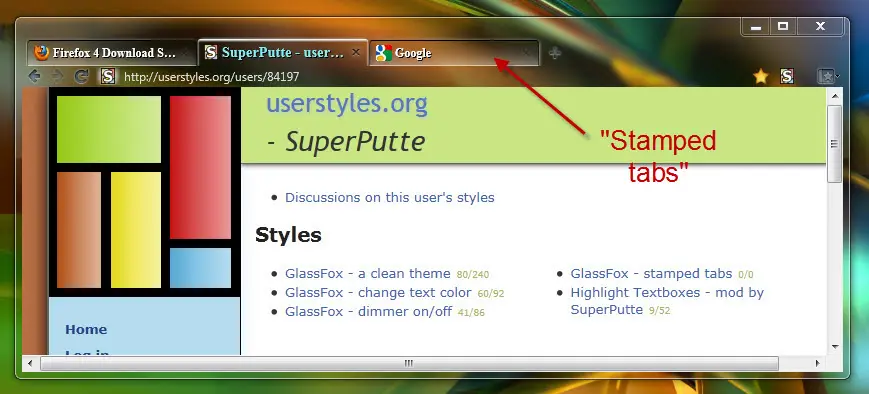 Firefox 4 Download S...
SuperPutte - user...
Google
http://userstyles.org/users/84197
userstyles.org
- SuperPutte
"Stamped
tabs"
Discussions on this user's styles
Styles
GlassFox - a clean theme 80/240
GlassFox - change text color 60/92
GlassFox - dimmer on/off 41/86
GlassFox - stamped tabs 0/0
Highlight Textboxes - mod by
SuperPutte 9/52
Home
Log in